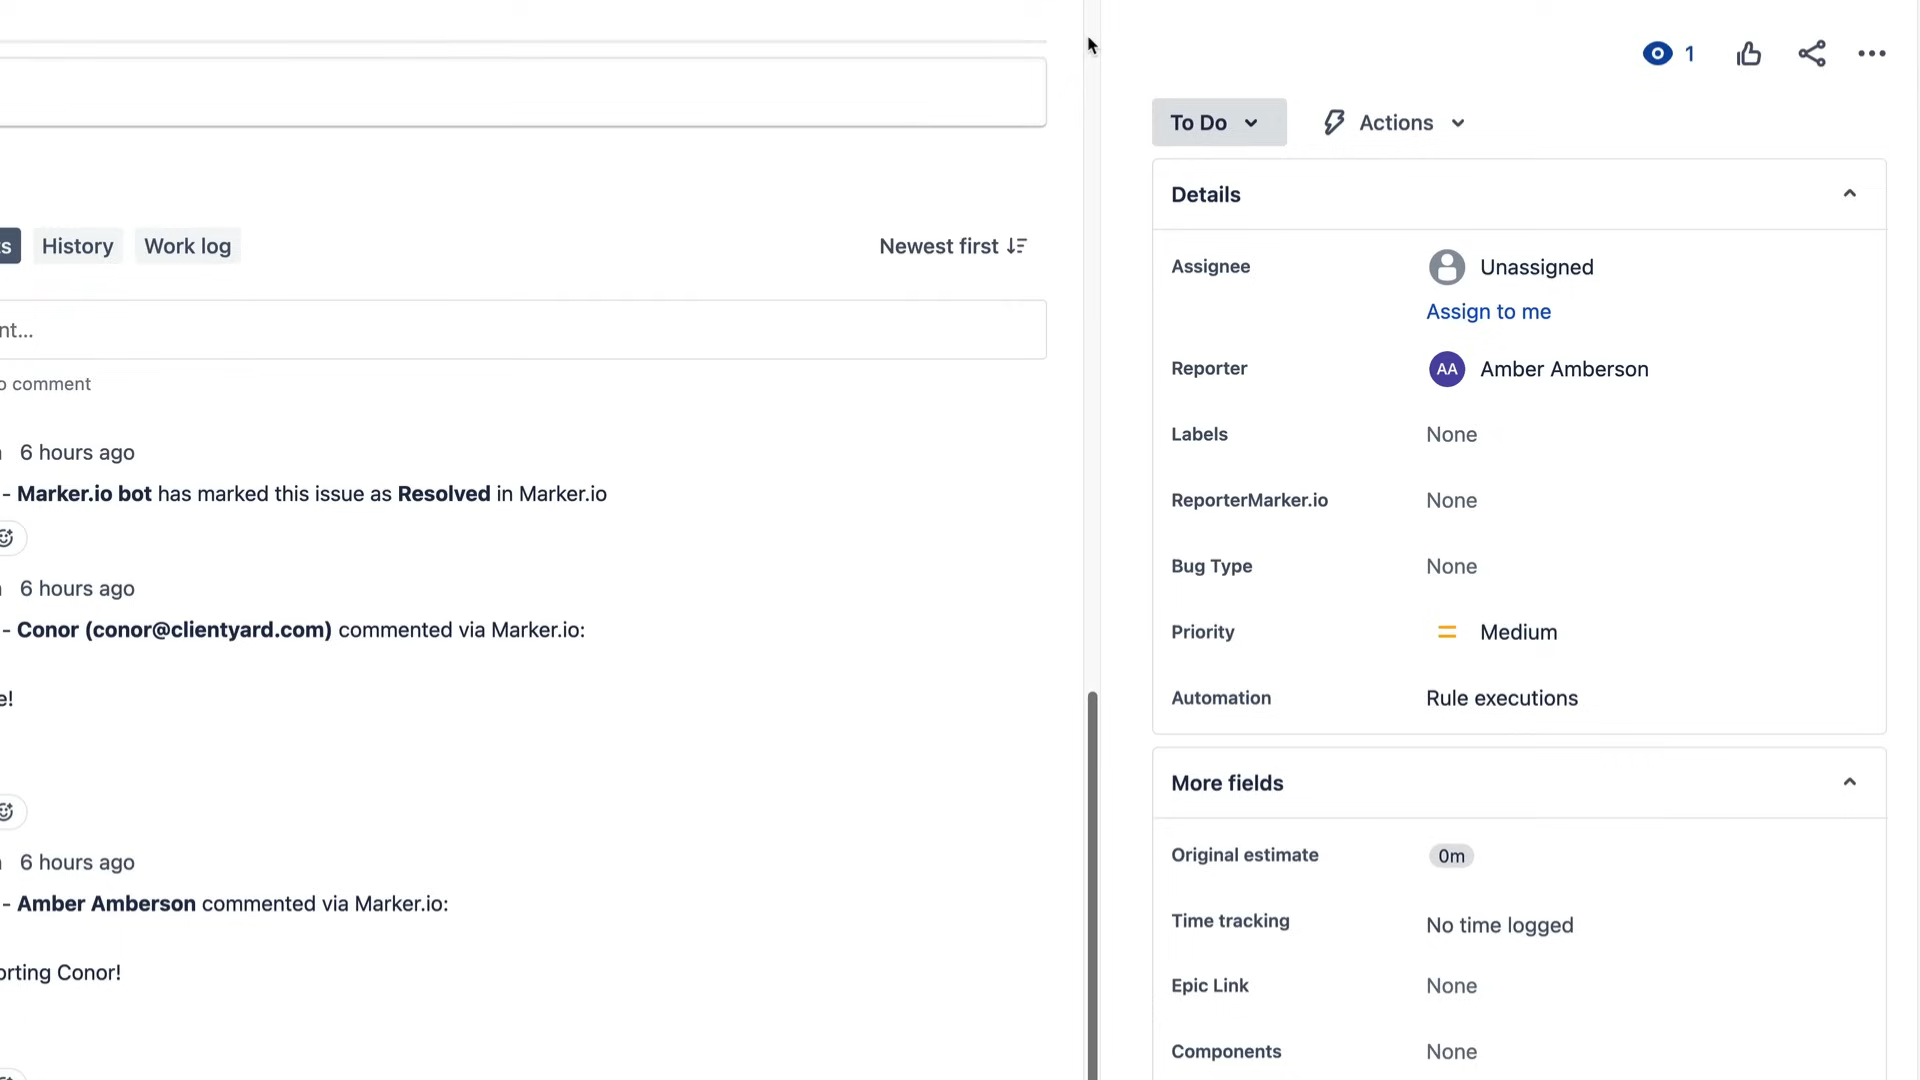 1
To Do
Actions
Details
History
Work log
Newest first
Assignee
Unassigned
Assign to me
nt...
o comment
Reporter
AA
Amber Amberson
Labels
None
6 hours ago
- Marker.io bot has marked this issue as Resolved in Marker.io
ReporterMarker.io
None
Bug Type
None
6 hours ago
- Conor (conor@clientyard.com) commented via Marker.io:
Priority
Medium
e!
Automation
Rule executions
More fields
6 hours ago
- Amber Amberson commented via Marker.io:
Original estimate
0m
Time tracking
No time logged
orting Conor!
Epic Link
None
Components
None